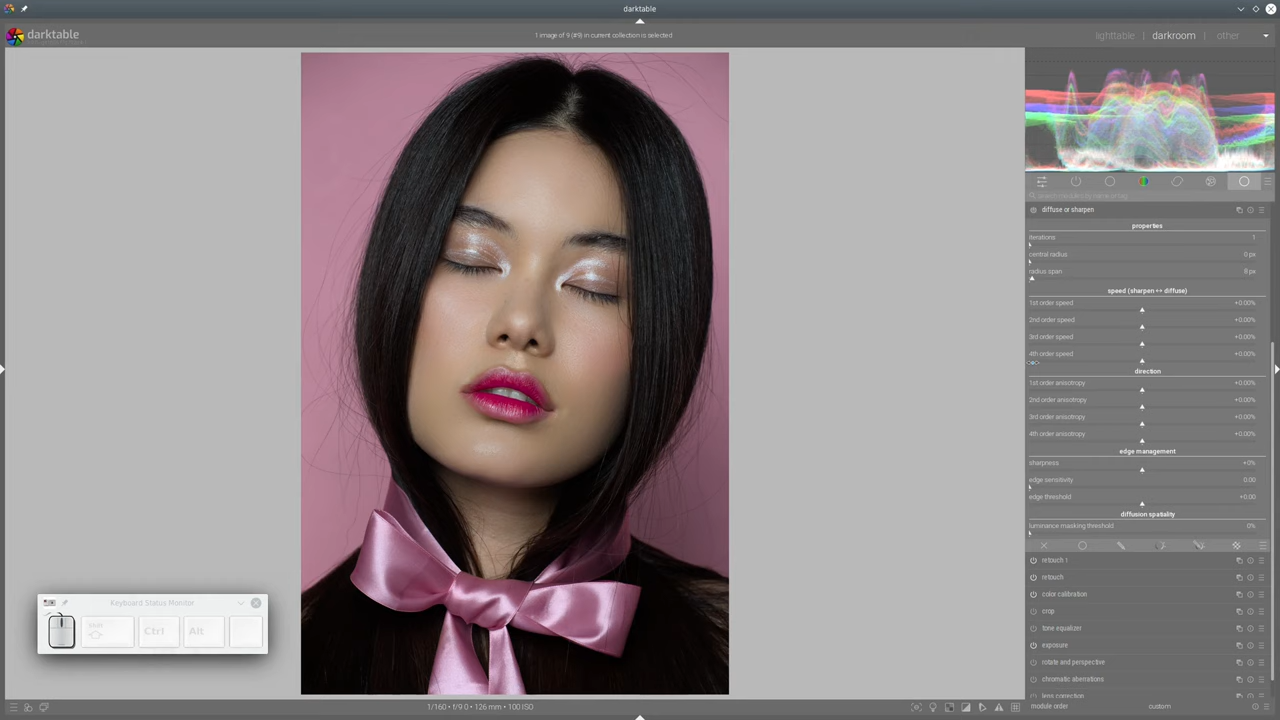 darktable
darktable
1 image of 9 (#9) in current collection is selected
lighttable | darkroom | other
diffuse or sharpen
properties
iterations 1
central radius 0 px
radius span 8 px
speed (sharpen ↔ diffuse)
1st order speed +0.00%
2nd order speed +0.00%
3rd order speed +0.00%
4th order speed +0.00%
direction
1st order anisotropy +0.00%
2nd order anisotropy +0.00%
3rd order anisotropy +0.00%
4th order anisotropy +0.00%
edge management
sharpness +0%
edge sensitivity 0.00
edge threshold +0.00
diffusion spatiality
luminance masking threshold 0%
retouch 1
retouch
color calibration
crop
tone equalizer
exposure
rotate and perspective
chromatic aberrations
lens correction
Keyboard Status Monitor
Shift
Ctrl
Alt
1/160 • f/9.0 • 126 mm • 100 ISO
module order custom